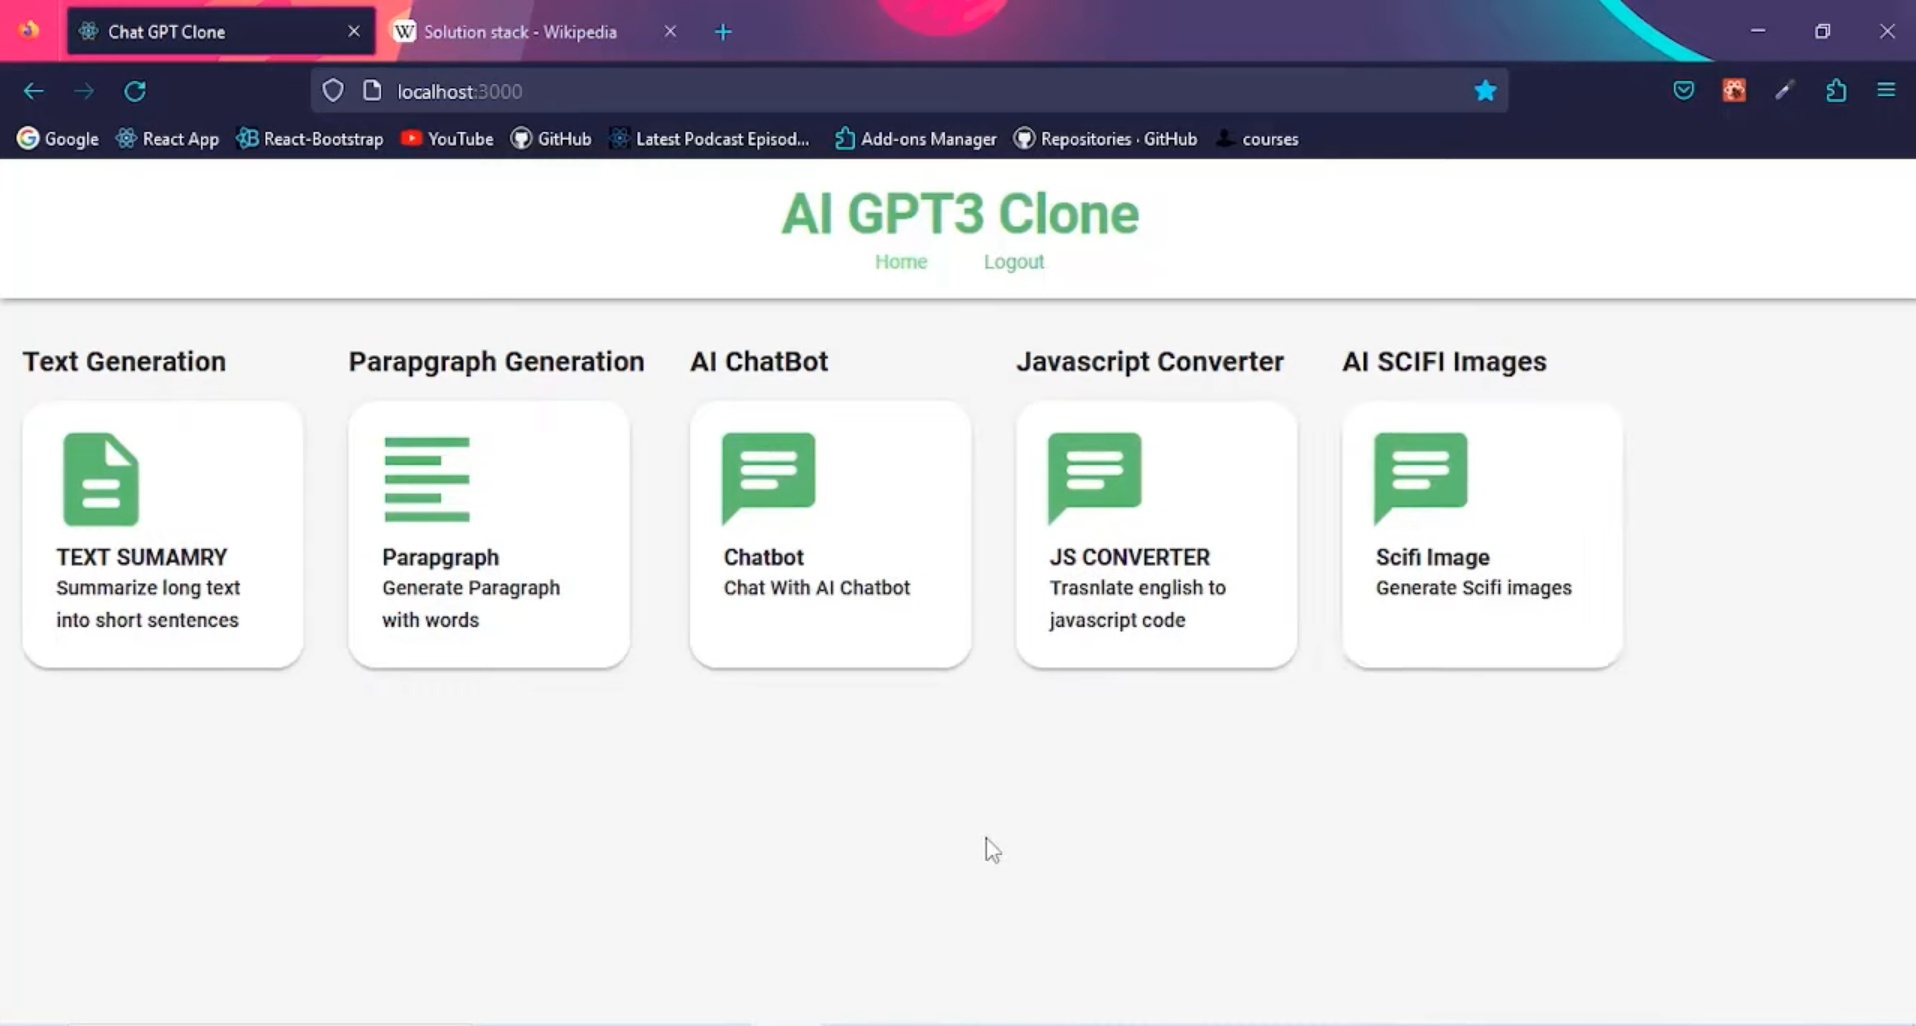 Chat GPT Clone
W Solution stack - Wikipedia
localhost:3000
Google React App React-Bootstrap YouTube GitHub Latest Podcast Episod... Add-ons Manager Repositories · GitHub courses
AI GPT3 Clone
Home Logout
Text Generation Parapgraph Generation AI ChatBot Javascript Converter AI SCIFI Images
TEXT SUMAMRY
Summarize long text
into short sentences
Parapgraph
Generate Paragraph
with words
Chatbot
Chat With AI Chatbot
JS CONVERTER
Trasnlate english to
javascript code
Scifi Image
Generate Scifi images